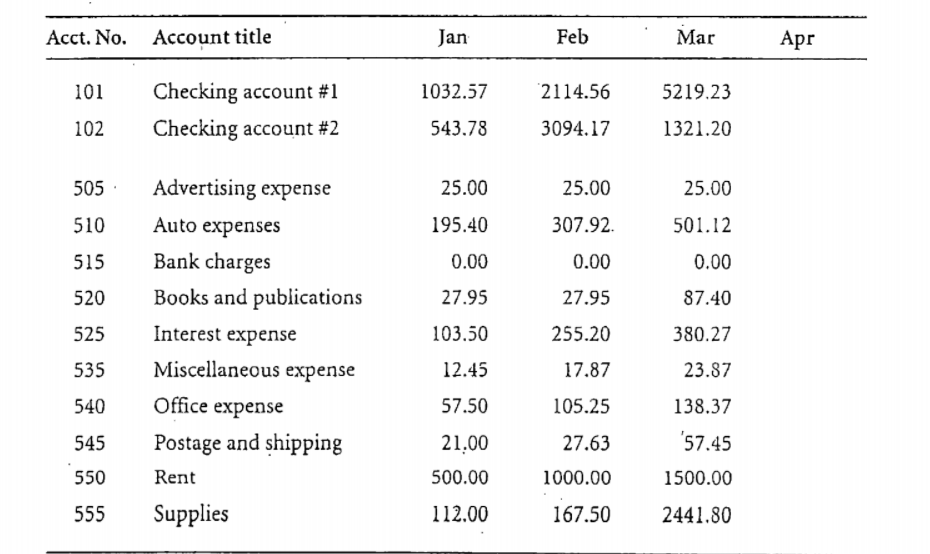 Acct. No. Account title Jan Feb Mar Apr
101 Checking account #1 1032.57 2114.56 5219.23
102 Checking account #2 543.78 3094.17 1321.20
505 Advertising expense 25.00 25.00 25.00
510 Auto expenses 195.40 307.92 501.12
515 Bank charges 0.00 0.00 0.00
520 Books and publications 27.95 27.95 87.40
525 Interest expense 103.50 255.20 380.27
535 Miscellaneous expense 12.45 17.87 23.87
540 Office expense 57.50 105.25 138.37
545 Postage and shipping 21.00 27.63 57.45
550 Rent 500.00 1000.00 1500.00
555 Supplies 112.00 167.50 2441.80